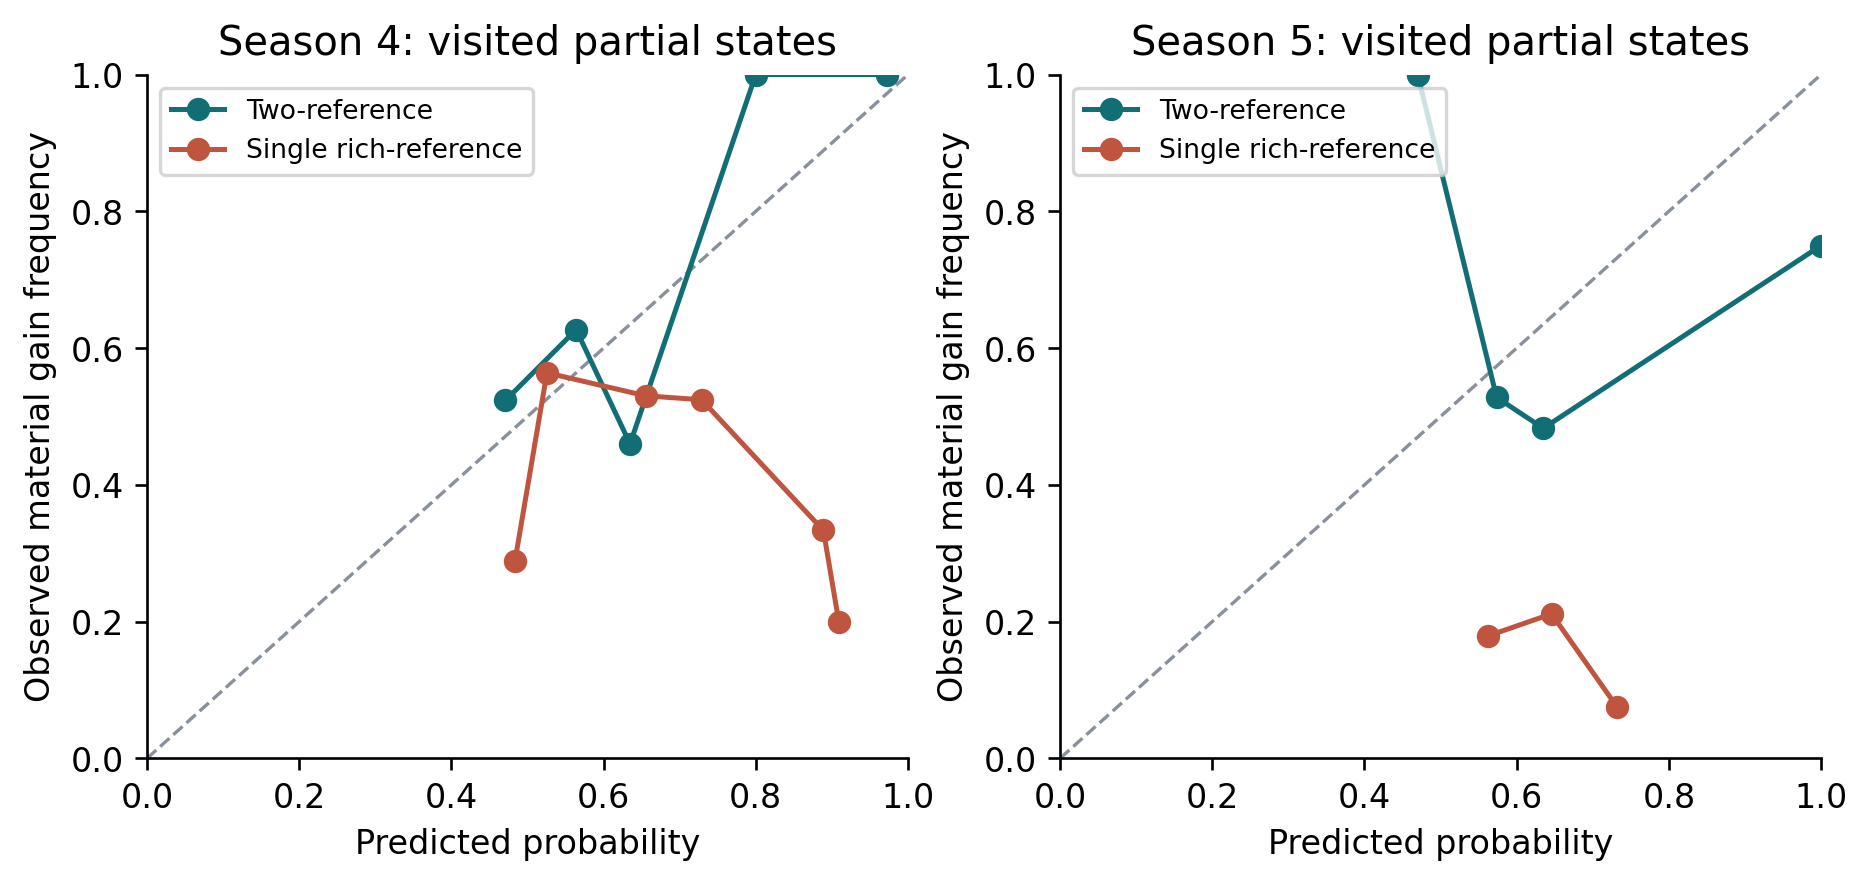 Season 4: visited partial states
1.0
0.8
0.6
0.4
0.2
0.0
Observed material gain frequency
Two-reference
Single rich-reference
0.0 0.2 0.4 0.6 0.8 1.0
Predicted probability
Season 5: visited partial states
1.0
0.8
0.6
0.4
0.2
0.0
Observed material gain frequency
Two-reference
Single rich-reference
0.0 0.2 0.4 0.6 0.8 1.0
Predicted probability